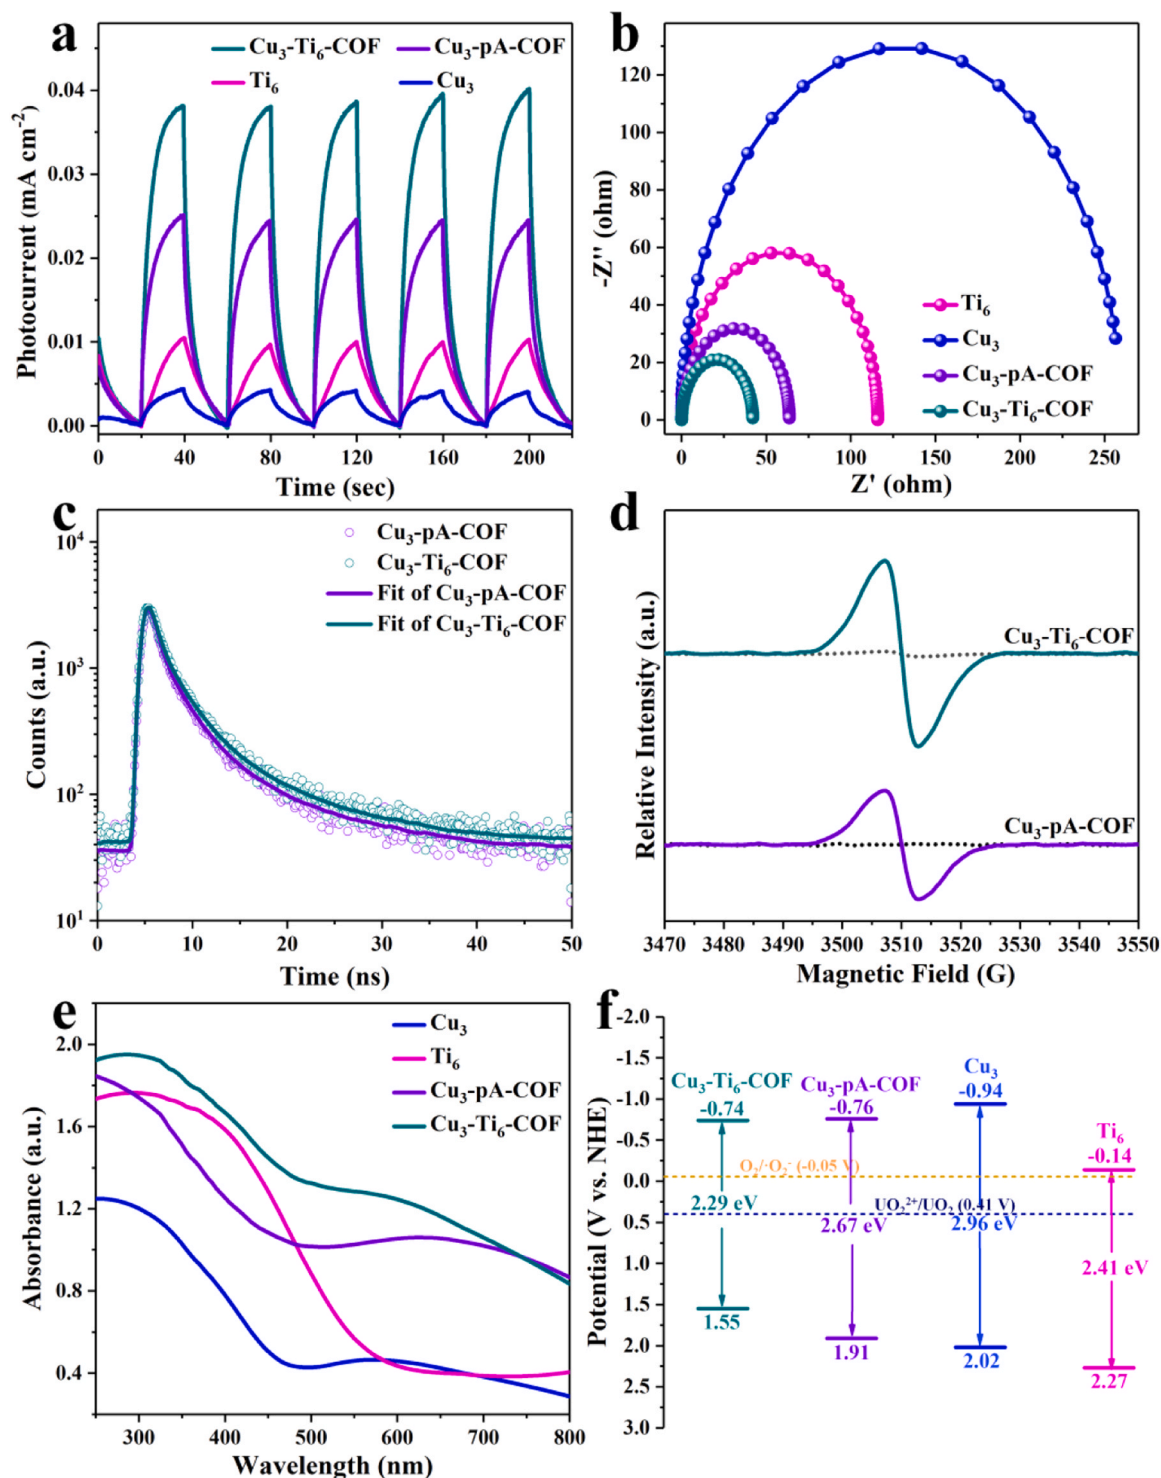 a
Cu₃-Ti₆-COF
Cu₃-pA-COF
Ti₆
Cu₃
Photocurrent (mA cm⁻²)
0.04
0.03
0.02
0.01
0.00
0 40 80 120 160 200
Time (sec)
b
-Z'' (ohm)
120
100
80
60
40
20
0
Ti₆
Cu₃
Cu₃-pA-COF
Cu₃-Ti₆-COF
0 50 100 150 200 250
Z' (ohm)
c
Cu₃-pA-COF
Cu₃-Ti₆-COF
Fit of Cu₃-pA-COF
Fit of Cu₃-Ti₆-COF
Counts (a.u.)
10⁴
10³
10²
10¹
0 10 20 30 40 50
Time (ns)
d
Relative Intensity (a.u.)
Cu₃-Ti₆-COF
Cu₃-pA-COF
3470 3480 3490 3500 3510 3520 3530 3540 3550
Magnetic Field (G)
e
Cu₃
Ti₆
Cu₃-pA-COF
Cu₃-Ti₆-COF
Absorbance (a.u.)
2.0
1.6
1.2
0.8
0.4
300 400 500 600 700 800
Wavelength (nm)
f
Potential (V vs. NHE)
-2.0
-1.5
-1.0
-0.5
0.0
0.5
1.0
1.5
2.0
2.5
3.0
Cu₃-Ti₆-COF
-0.74
2.29 eV
1.55
Cu₃-pA-COF
-0.76
2.67 eV
1.91
Cu₃
-0.94
2.96 eV
2.02
Ti₆
-0.14
2.41 eV
2.27
O₂/·O₂⁻ (-0.05 V)
UO₂²⁺/UO₂ (0.41 V)